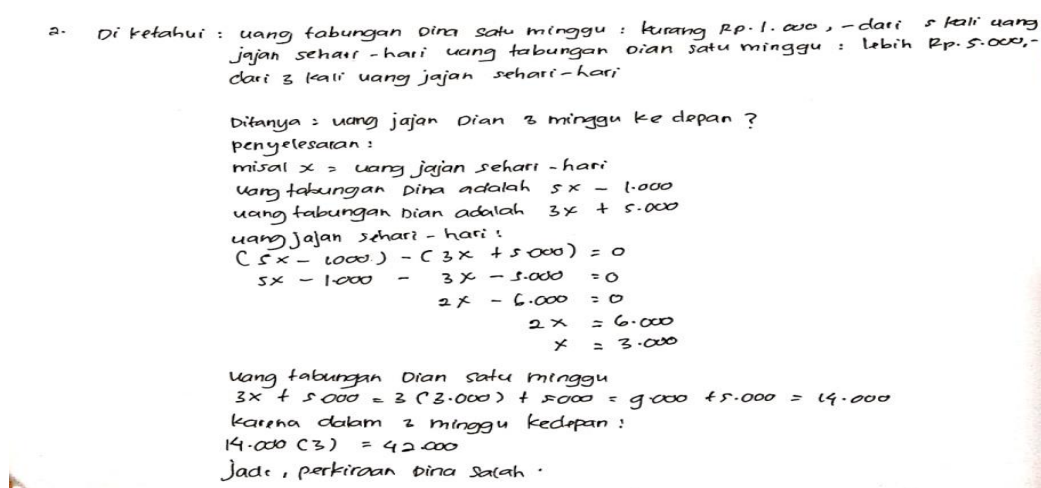 2. Diketahui : uang tabungan Dina satu minggu : kurang Rp. 1.000,- dari 5 kali uang
jajan sehari-hari uang tabungan Dian satu minggu : lebih Rp. 5.000,-
dari 3 kali uang jajan sehari-hari
Ditanya : uang jajan Dian 3 minggu ke depan ?
penyelesaian :
misal x = uang jajan sehari-hari
uang tabungan Dina adalah 5x - 1.000
uang tabungan Dian adalah 3x + 5.000
uang jajan sehari-hari :
(5x - 1000) - (3x + 5000) = 0
5x - 1.000 - 3x - 5.000 = 0
2x - 6.000 = 0
2x = 6.000
x = 3.000
uang tabungan Dian satu minggu
3x + 5000 = 3 (3.000) + 5000 = 9.000 + 5.000 = 14.000
karena dalam 3 minggu kedepan :
14.000 (3) = 42.000
Jadi, perkiraan Dina salah.